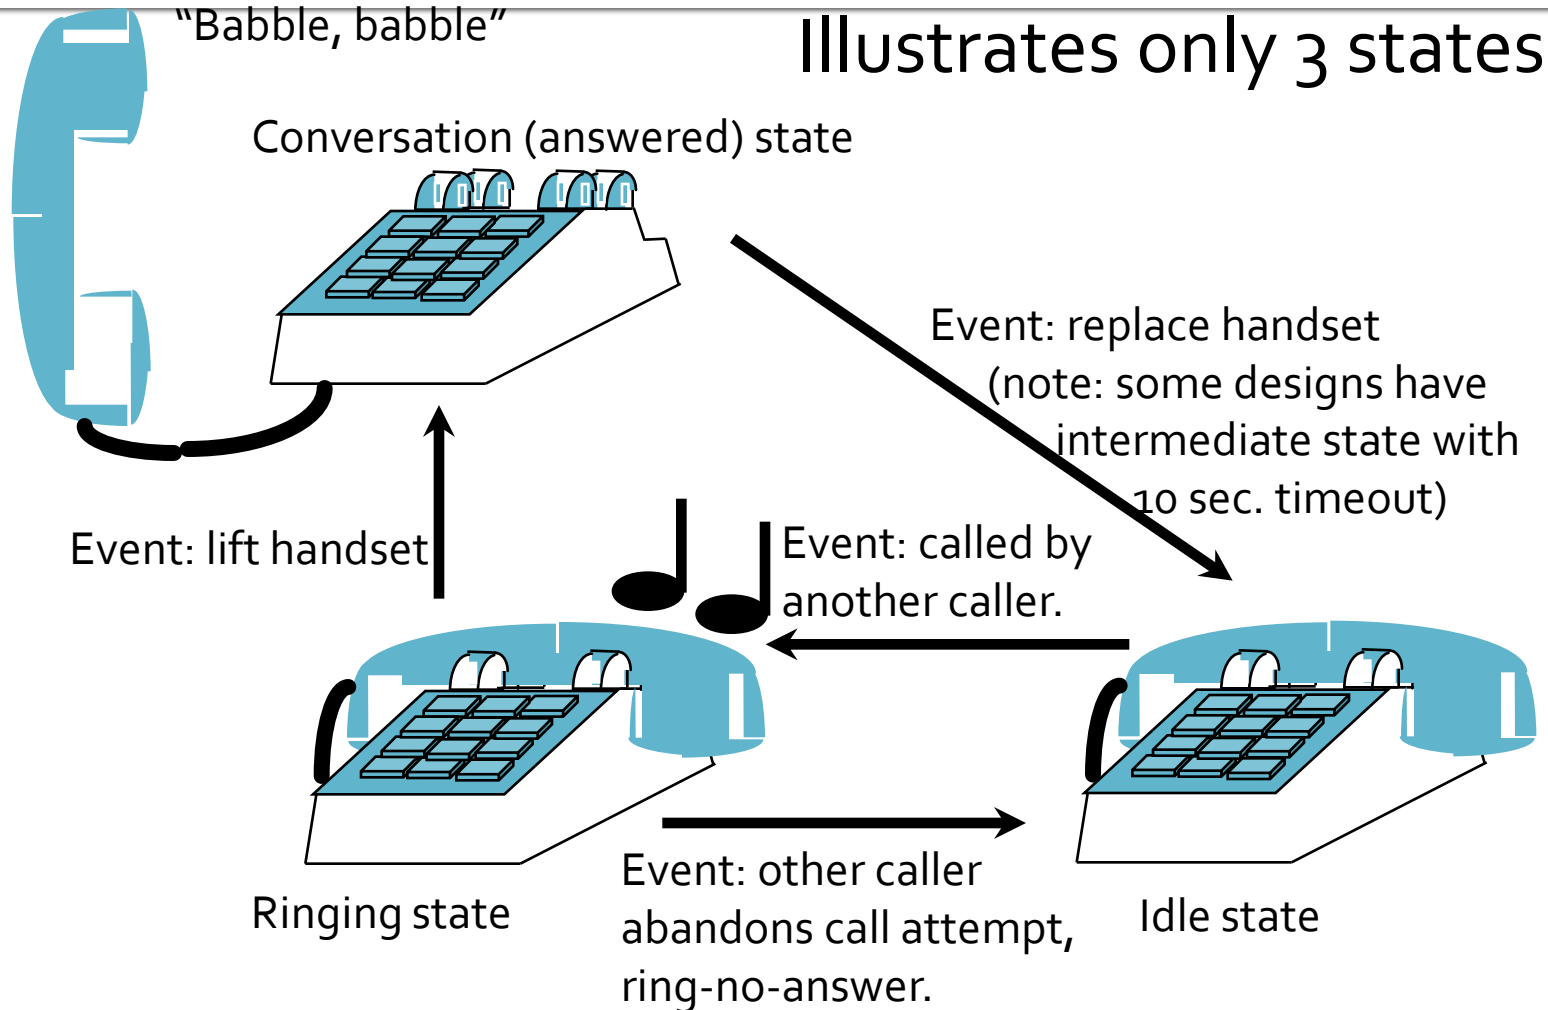 “Babble, babble”
Illustrates only 3 states
Conversation (answered) state
Event: replace handset
(note: some designs have
intermediate state with
10 sec. timeout)
Event: lift handset
Event: called by
another caller.
Event: other caller
abandons call attempt,
ring-no-answer.
Ringing state
Idle state